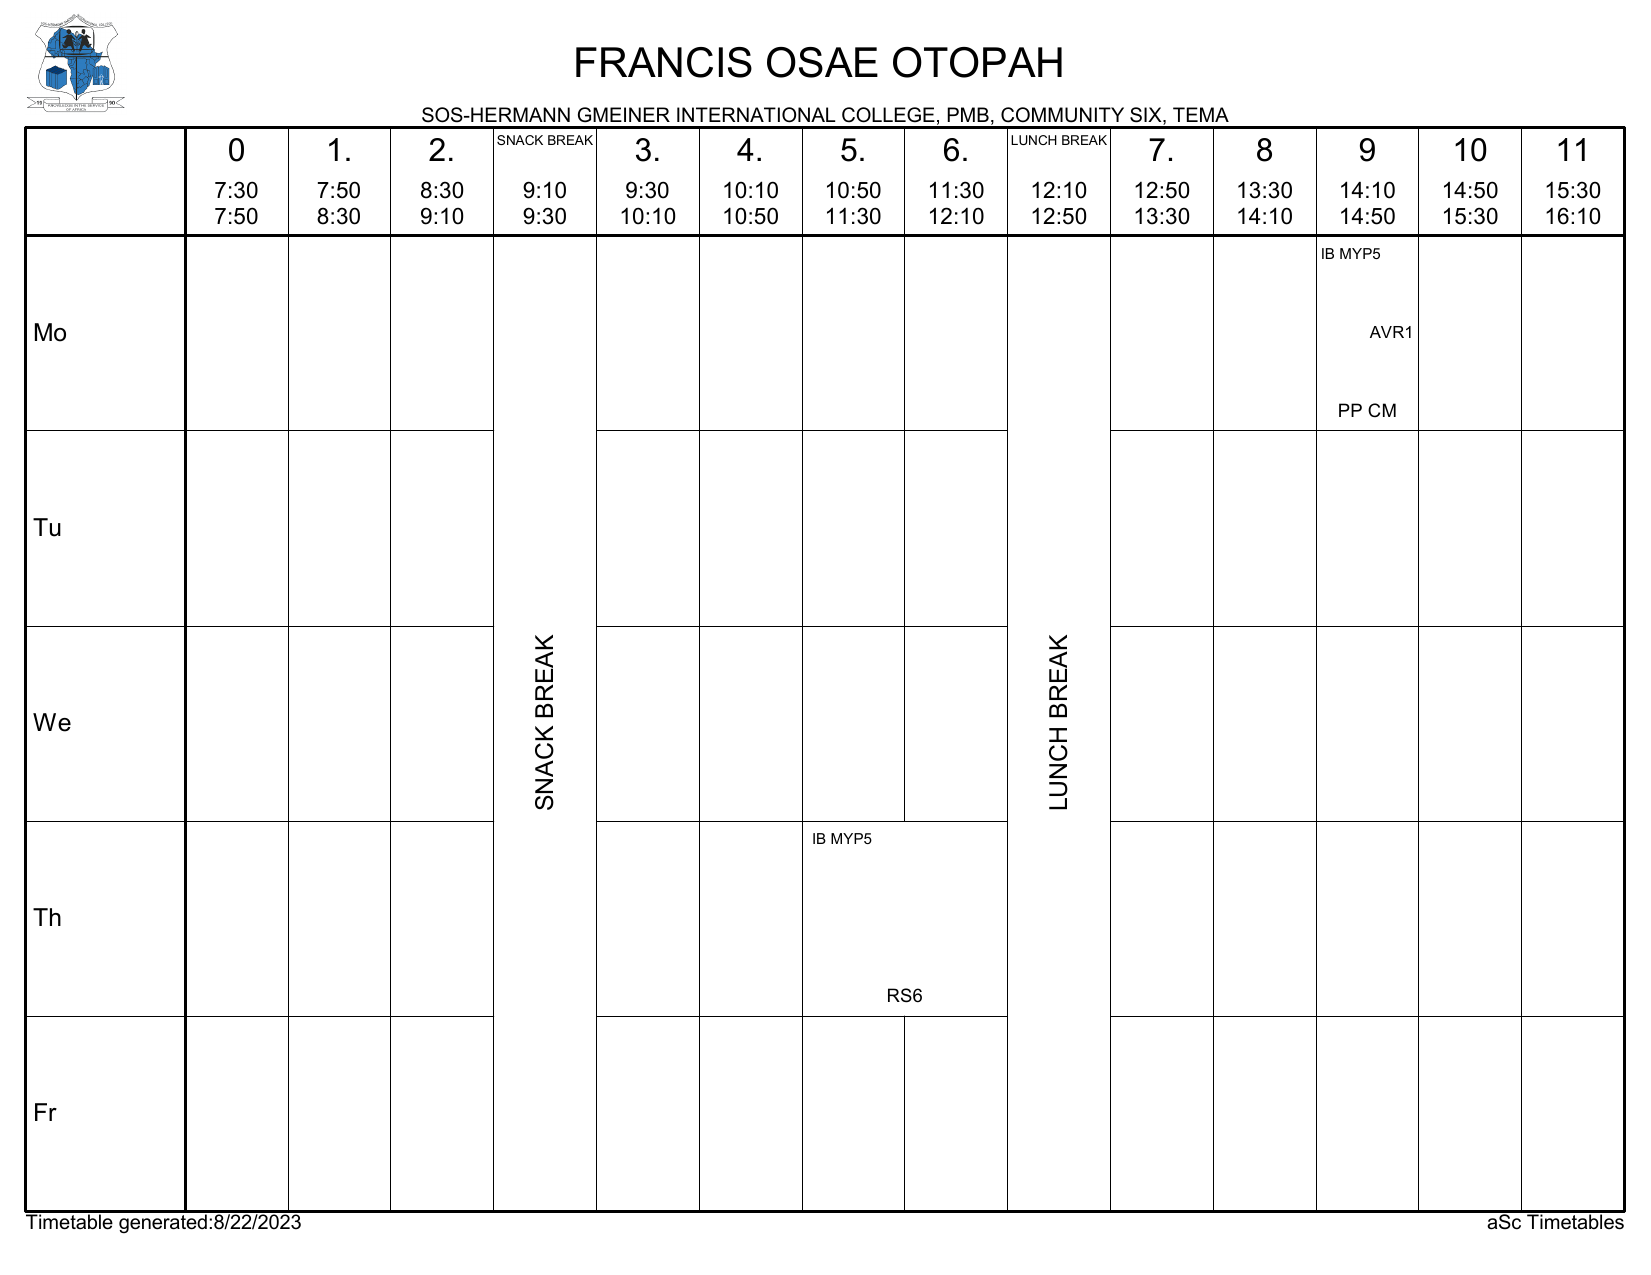 FRANCIS OSAE OTOPAH
SOS-HERMANN GMEINER INTERNATIONAL COLLEGE, PMB, COMMUNITY SIX, TEMA
0 1. 2. SNACK BREAK 3. 4. 5. 6. LUNCH BREAK 7. 8 9 10 11
7:30 7:50 8:30 9:10 9:30 10:10 10:50 11:30 12:10 12:50 13:30 14:10 14:50 15:30
7:50 8:30 9:10 9:30 10:10 10:50 11:30 12:10 12:50 13:30 14:10 14:50 15:30 16:10
IB MYP5
Mo AVR1
PP CM
Tu
We SNACK BREAK LUNCH BREAK
IB MYP5
Th
RS6
Fr
Timetable generated:8/22/2023 aSc Timetables